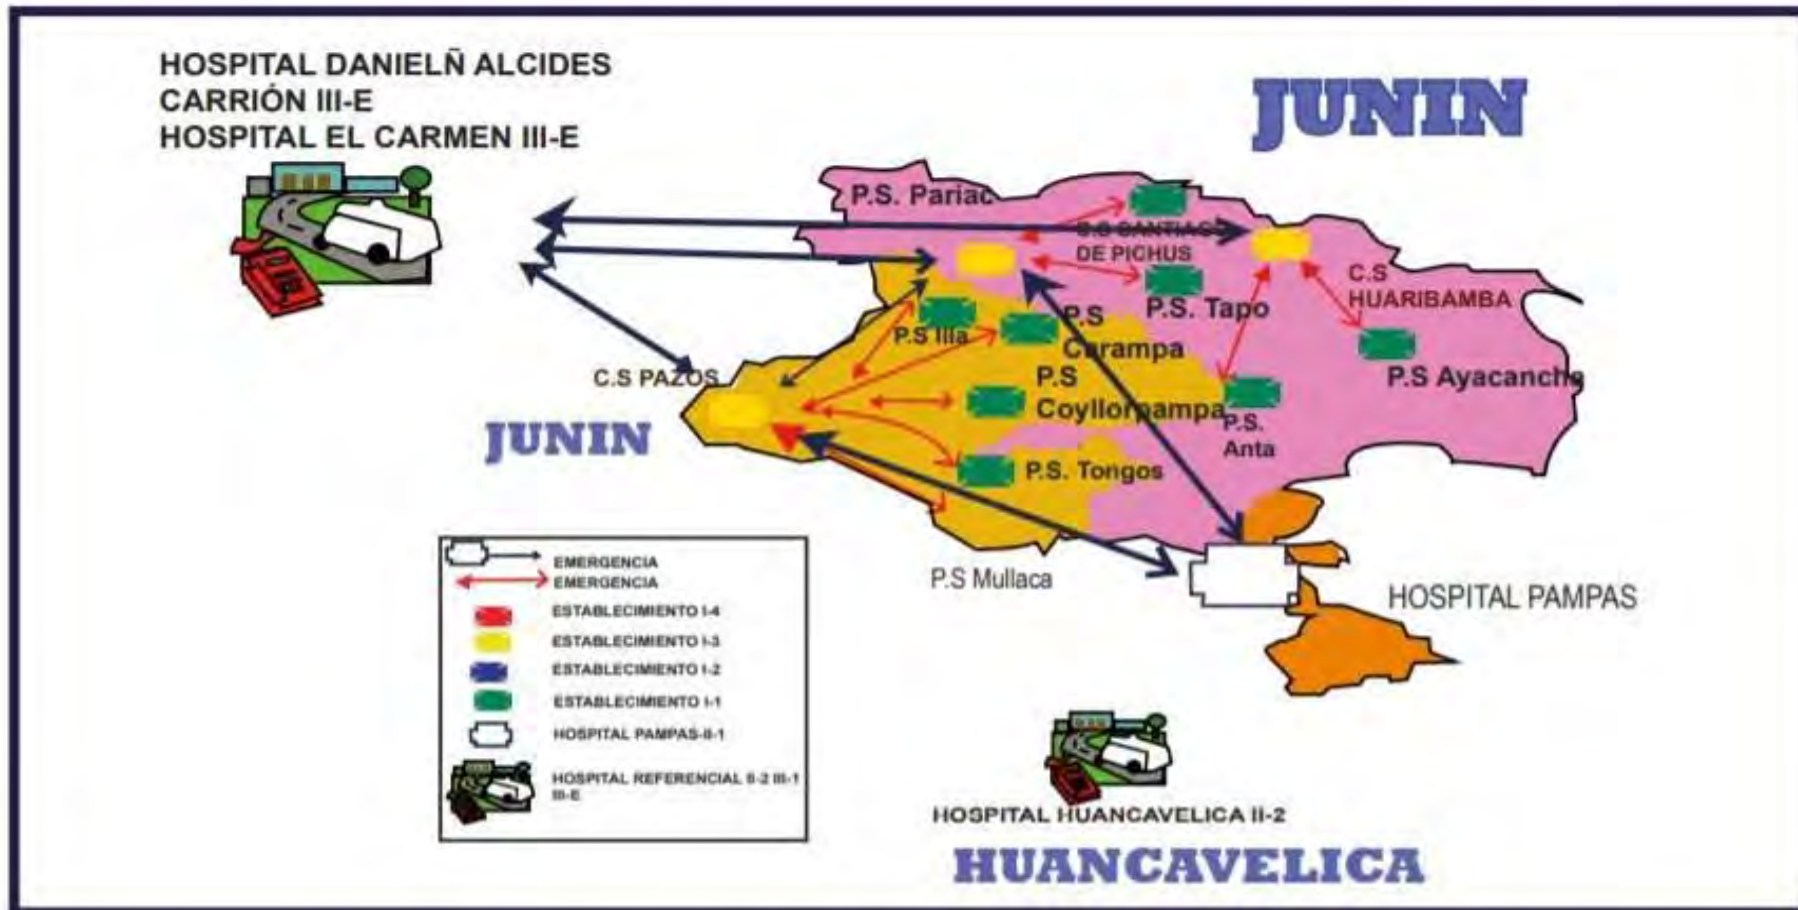 HOSPITAL DANIELÑ ALCIDES
CARRIÓN III-E
HOSPITAL EL CARMEN III-E
JUNIN
P.S. Pariac
C.S SANTIAGO
DE PICHUS
C.S
HUARIBAMBA
P.S. Tapo
P.S Illa
P.S
Carampa
P.S Ayacancha
C.S PAZOS
P.S
Coyllorpampa
P.S.
Anta
JUNIN
P.S. Tongos
P.S Mullaca
HOSPITAL PAMPAS
EMERGENCIA
EMERGENCIA
ESTABLECIMIENTO I-4
ESTABLECIMIENTO I-3
ESTABLECIMIENTO I-2
ESTABLECIMIENTO I-1
HOSPITAL PAMPAS-II-1
HOSPITAL REFERENCIAL II-2 III-1
III-E
HOSPITAL HUANCAVELICA II-2
HUANCAVELICA